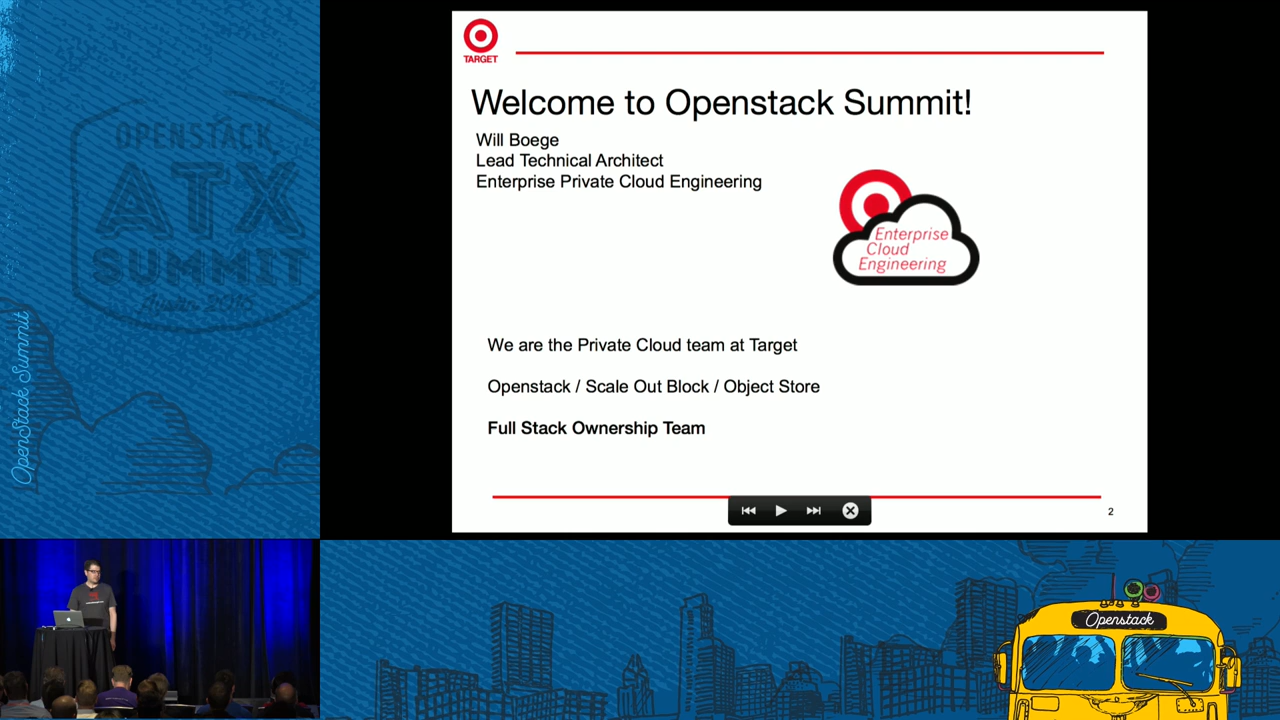 OPENSTACK
ATX
SUMMIT
Austin 2016
OpenStack Summit
TARGET
Welcome to Openstack Summit!
Will Boege
Lead Technical Architect
Enterprise Private Cloud Engineering
Enterprise
Cloud
Engineering
We are the Private Cloud team at Target
Openstack / Scale Out Block / Object Store
Full Stack Ownership Team
2
Openstack